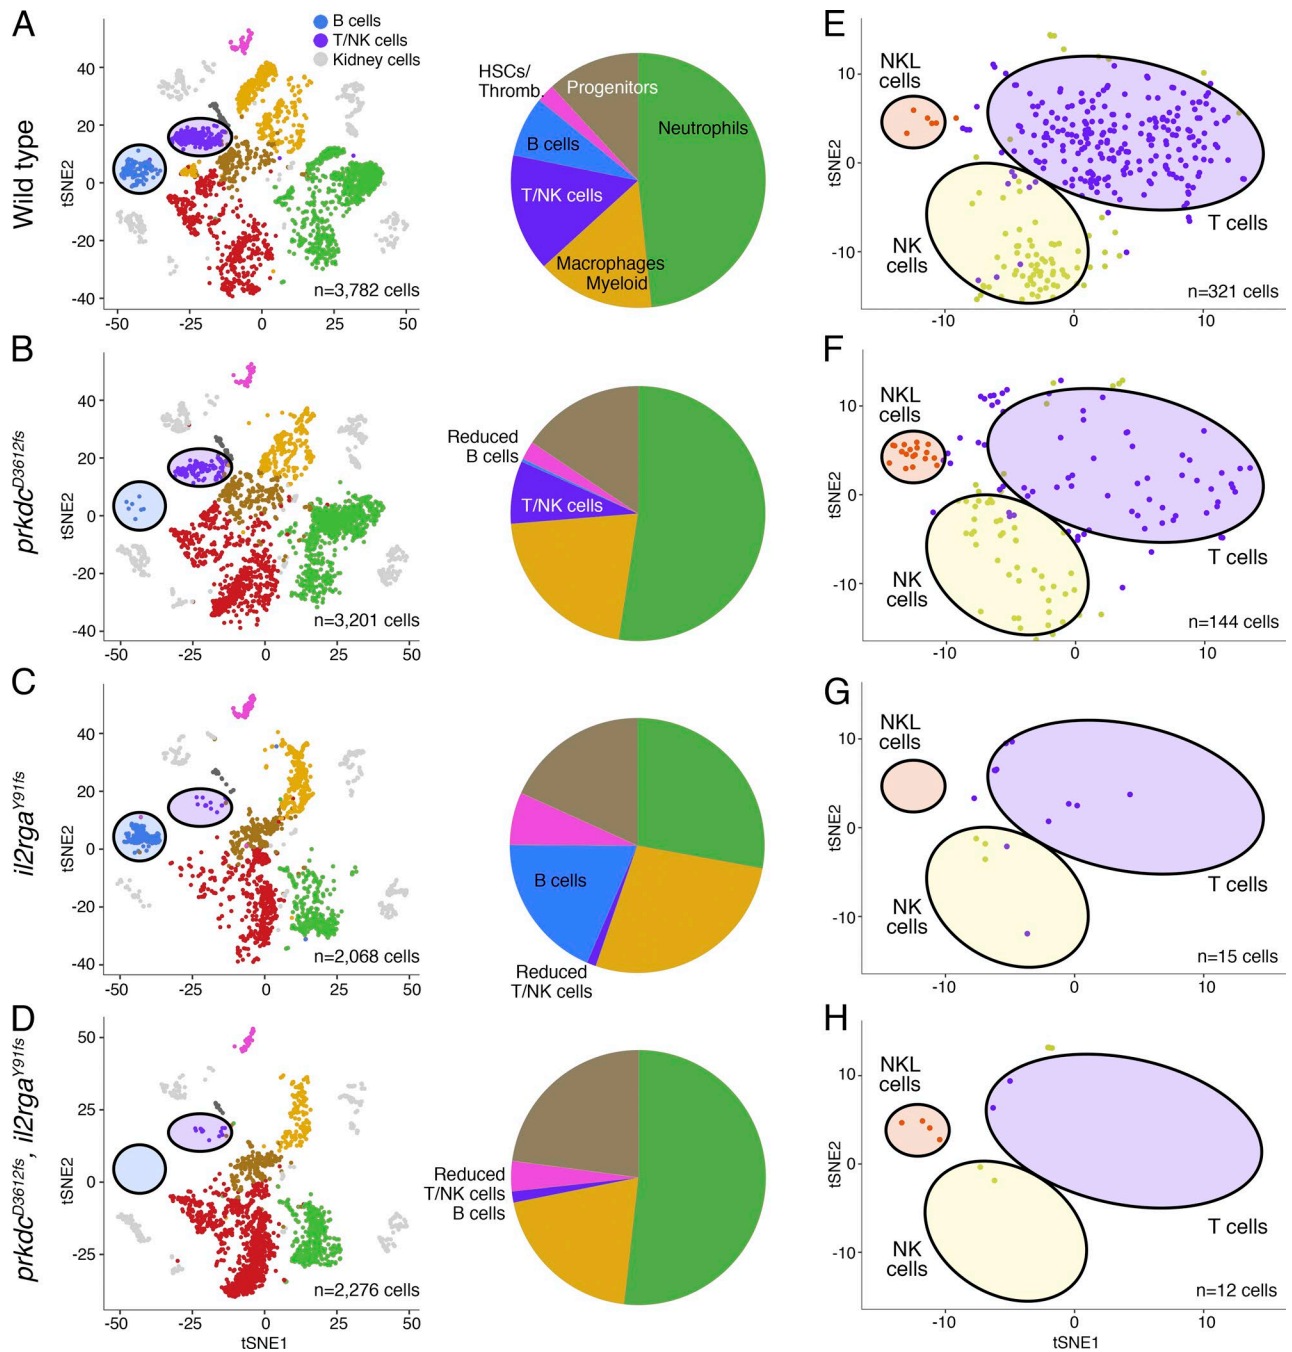 A
B cells
T/NK cells
Kidney cells
Wild type
tSNE2
40
20
0
-20
-40
n=3,782 cells
-50
-25
0
25
50
HSCs/
Thromb.
Progenitors
Neutrophils
B cells
T/NK cells
Macrophages
Myeloid
E
NKL
cells
10
0
-10
tSNE2
T cells
NK
cells
n=321 cells
-10
0
10
B
prkdcD3612fs
tSNE2
40
20
0
-20
-40
n=3,201 cells
-50
-25
0
25
50
Reduced
B cells
T/NK cells
F
NKL
cells
10
0
-10
tSNE2
T cells
NK
cells
n=144 cells
-10
0
10
C
il2rgaY91fs
tSNE2
40
20
0
-20
-40
n=2,068 cells
-50
-25
0
25
50
B cells
Reduced
T/NK cells
G
NKL
cells
10
0
-10
tSNE2
T cells
NK
cells
n=15 cells
-10
0
10
D
prkdcD3612fs, il2rgaY91fs
tSNE2
50
25
0
-25
n=2,276 cells
-50
-25
0
25
50
tSNE1
Reduced
T/NK cells
B cells
H
NKL
cells
10
0
-10
tSNE2
T cells
NK
cells
n=12 cells
-10
0
10
tSNE1